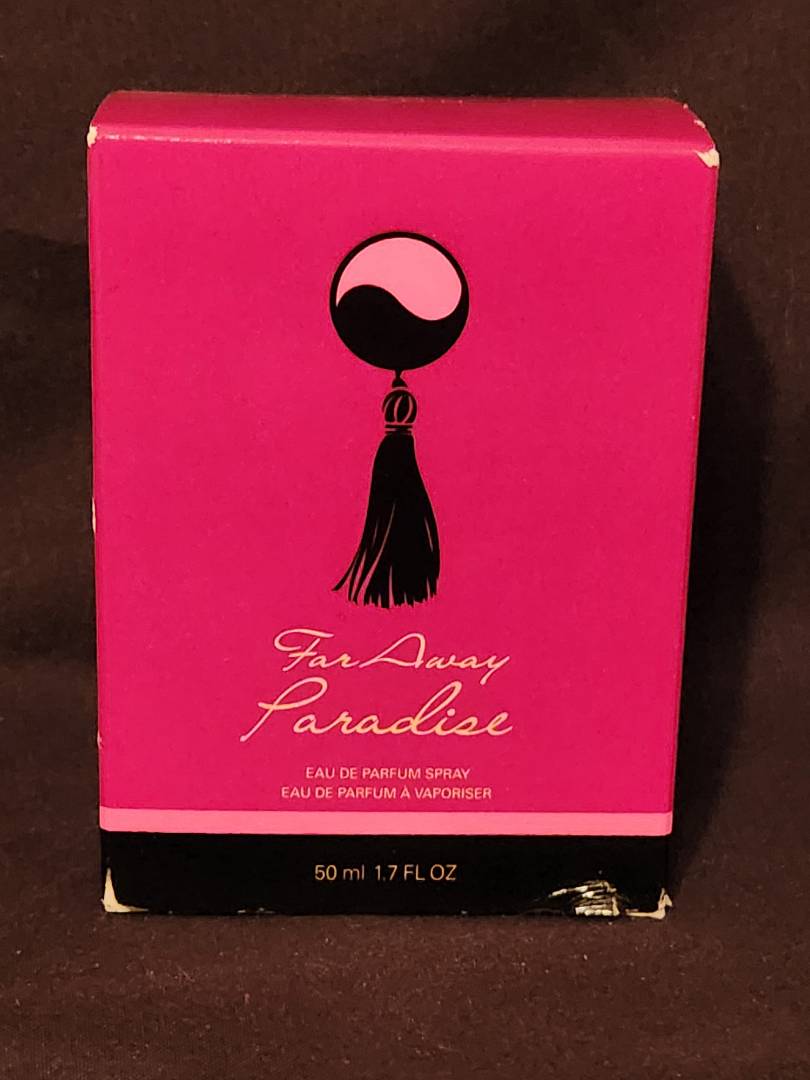 Far Away
Paradise
EAU DE PARFUM SPRAY
EAU DE PARFUM À VAPORISER
50 ml 1.7 FL OZ